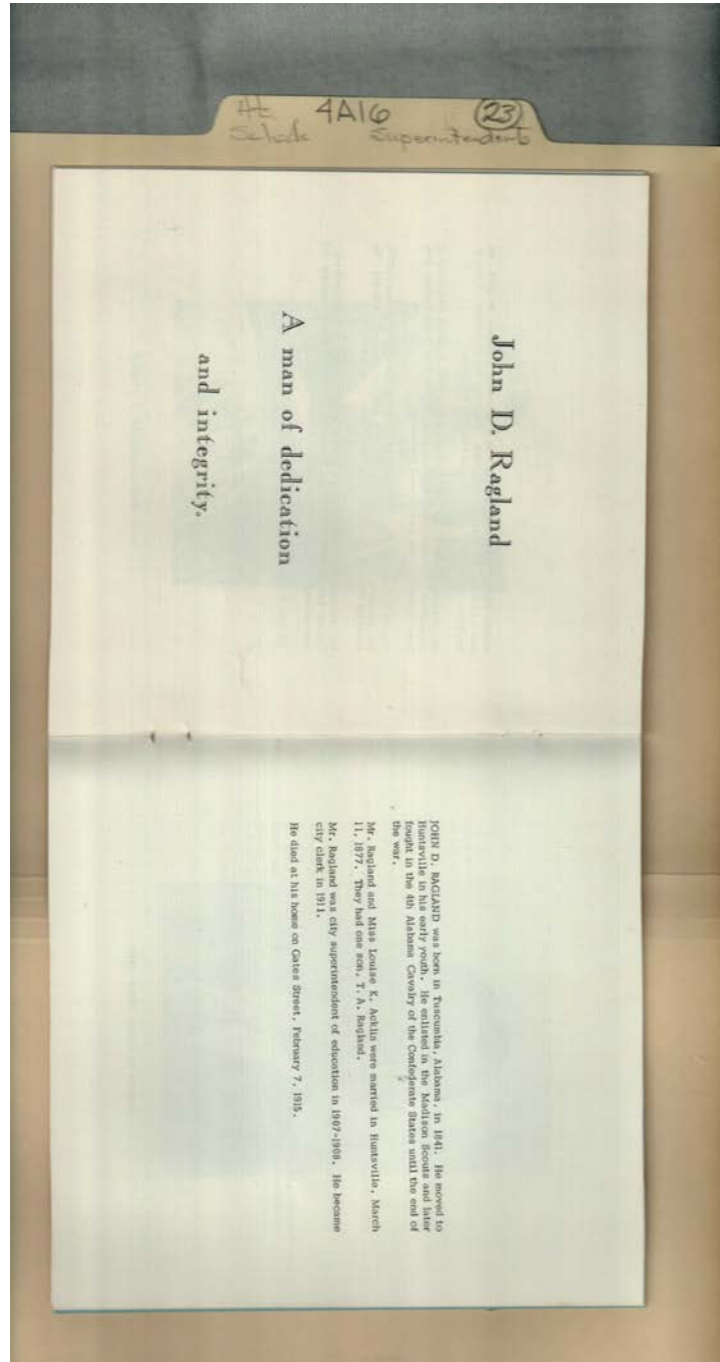 4A16 (23)
Superintendents
John D. Ragland
A man of dedication
and integrity.
JOHN D. RAGLAND was born in Tuscumbia, Alabama, in 1841. He moved to
Huntsville in his early youth. He enlisted in the Madison Scouts and later
fought in the 4th Alabama Cavalry of the Confederate States until the end of
the war.
Mr. Ragland and Miss Louise K. Acklin were married in Huntsville, March
11, 1877. They had one son, T. A. Ragland.
Mr. Ragland was city superintendent of education in 1907-1908. He became
city clerk in 1911.
He died at his home on Gates Street, February 7, 1915.